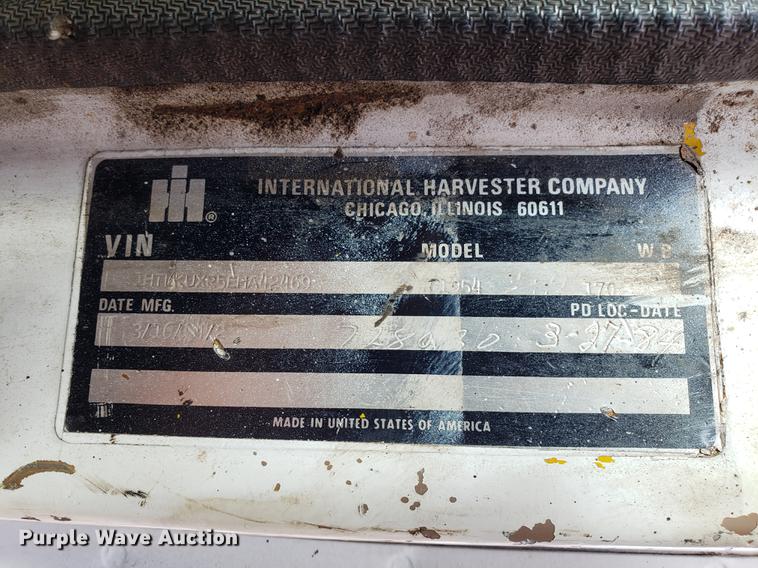 IH ®
INTERNATIONAL HARVESTER COMPANY
CHICAGO, ILLINOIS 60611
VIN MODEL W.B.
DATE MFG. PD LOC-DATE
3-27-84
MADE IN UNITED STATES OF AMERICA
Purple Wave Auction